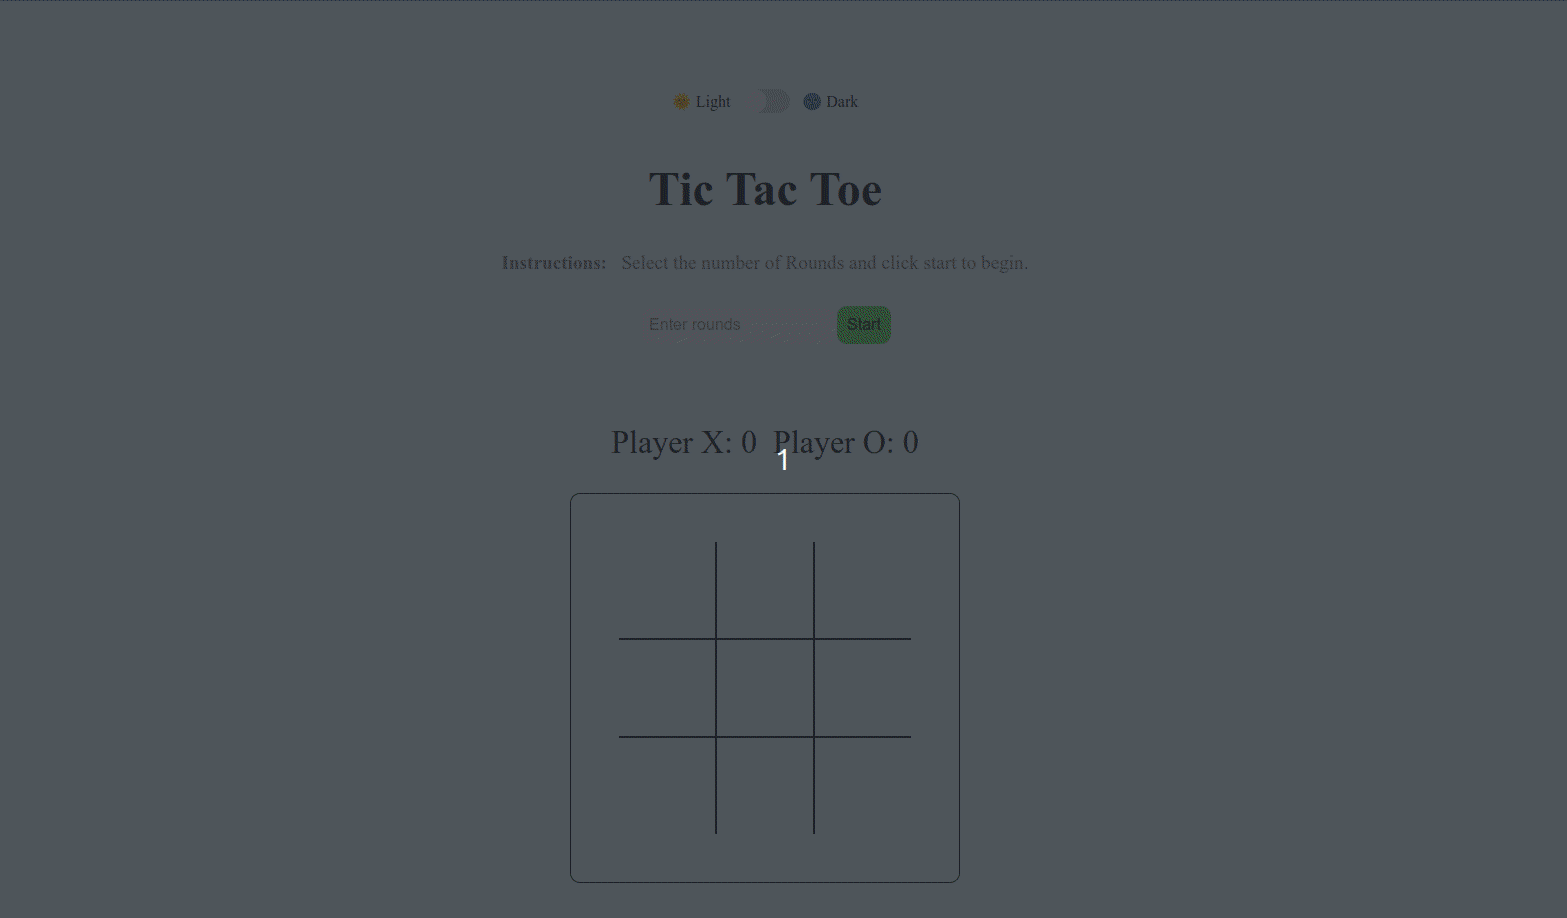 Light Dark
Tic Tac Toe
Instructions: Select the number of Rounds and click start to begin.
Enter rounds Start
Player X: 0 Player O: 0
1